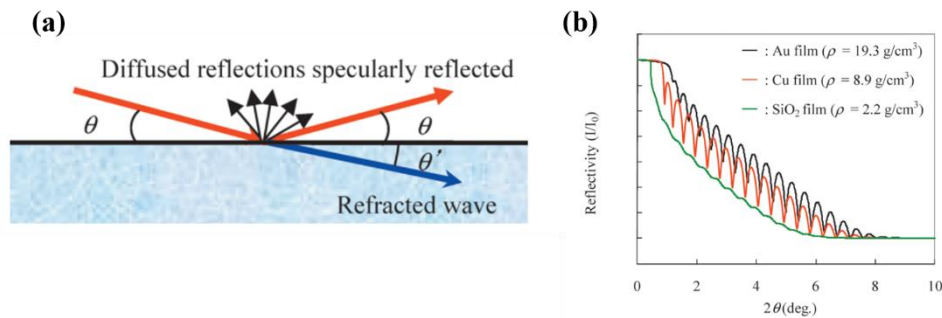 (a)
Diffused reflections specularly reflected
θ
θ
θ'
Refracted wave
(b)
: Au film (ρ = 19.3 g/cm³)
: Cu film (ρ = 8.9 g/cm³)
: SiO₂ film (ρ = 2.2 g/cm³)
Reflectivity (I/I₀)
0 2 4 6 8 10
2θ(deg.)